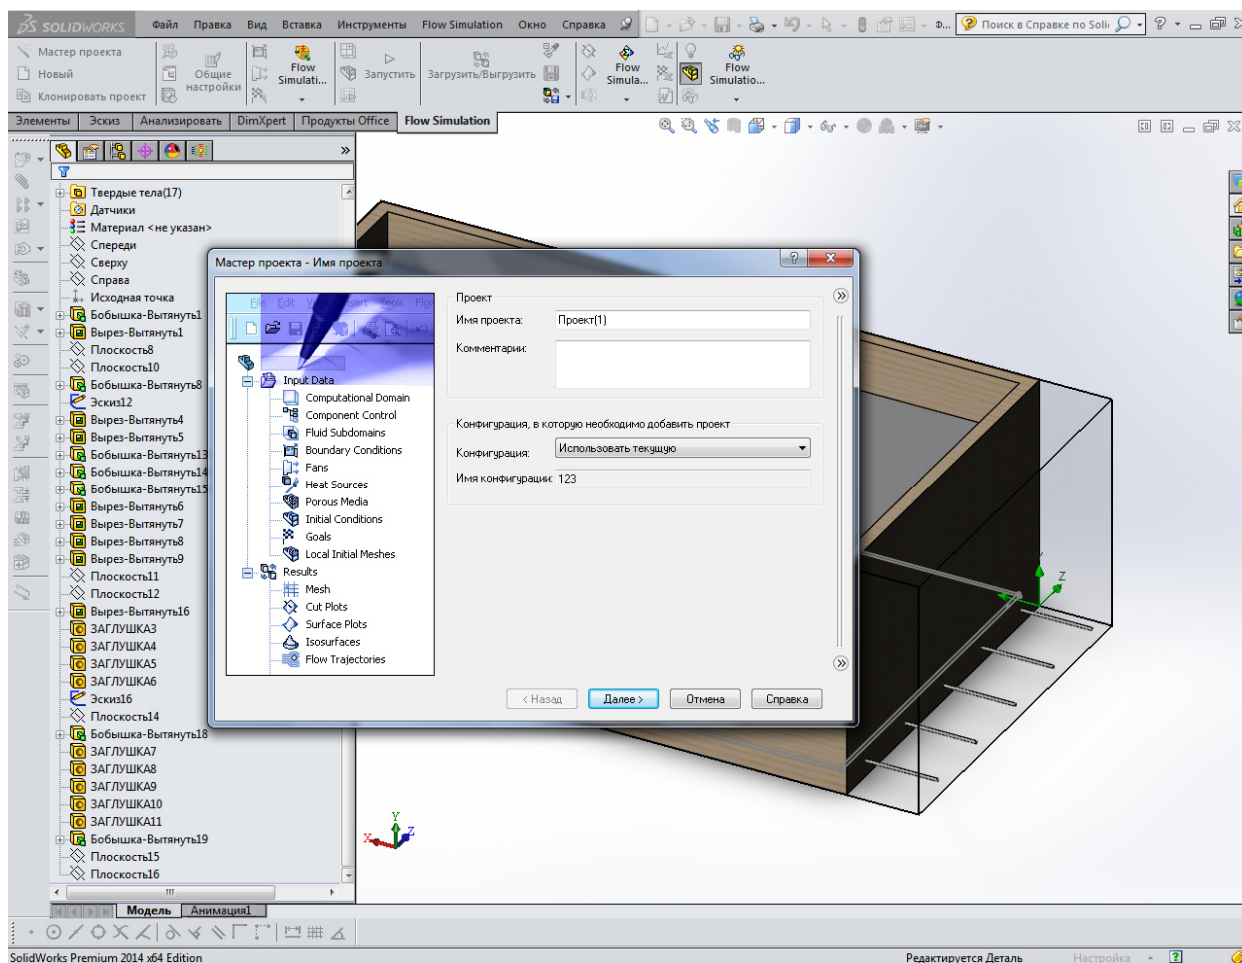 SOLIDWORKS Файл Правка Вид Вставка Инструменты Flow Simulation Окно Справка Ф... Поиск в Справке по Soli
Мастер проекта
Новый
Клонировать проект
Общие настройки
Flow Simulati...
Запустить
Загрузить/Выгрузить
Flow Simula...
Flow Simulatio...
Элементы Эскиз Анализировать DimXpert Продукты Office Flow Simulation
Твердые тела(17)
Датчики
Материал <не указан>
Спереди
Сверху
Справа
Исходная точка
Бобышка-Вытянуть1
Вырез-Вытянуть1
Плоскость8
Плоскость10
Бобышка-Вытянуть8
Эскиз12
Вырез-Вытянуть4
Вырез-Вытянуть5
Бобышка-Вытянуть13
Бобышка-Вытянуть14
Бобышка-Вытянуть15
Вырез-Вытянуть6
Вырез-Вытянуть7
Вырез-Вытянуть8
Вырез-Вытянуть9
Плоскость11
Плоскость12
Вырез-Вытянуть16
ЗАГЛУШКА3
ЗАГЛУШКА4
ЗАГЛУШКА5
ЗАГЛУШКА6
Эскиз16
Плоскость14
Бобышка-Вытянуть18
ЗАГЛУШКА7
ЗАГЛУШКА8
ЗАГЛУШКА9
ЗАГЛУШКА10
ЗАГЛУШКА11
Бобышка-Вытянуть19
Плоскость15
Плоскость16
Мастер проекта - Имя проекта
File Edit Tools
Input Data
Computational Domain
Component Control
Fluid Subdomains
Boundary Conditions
Fans
Heat Sources
Porous Media
Initial Conditions
Goals
Local Initial Meshes
Results
Mesh
Cut Plots
Surface Plots
Isosurfaces
Flow Trajectories
Проект
Имя проекта: Проект(1)
Комментарии:
Конфигурация, в которую необходимо добавить проект
Конфигурация: Использовать текущую
Имя конфигурации: 123
< Назад Далее > Отмена Справка
Y
Z
Y
X Z
Модель Анимация1
SolidWorks Premium 2014 x64 Edition Редактируется Деталь Настройка